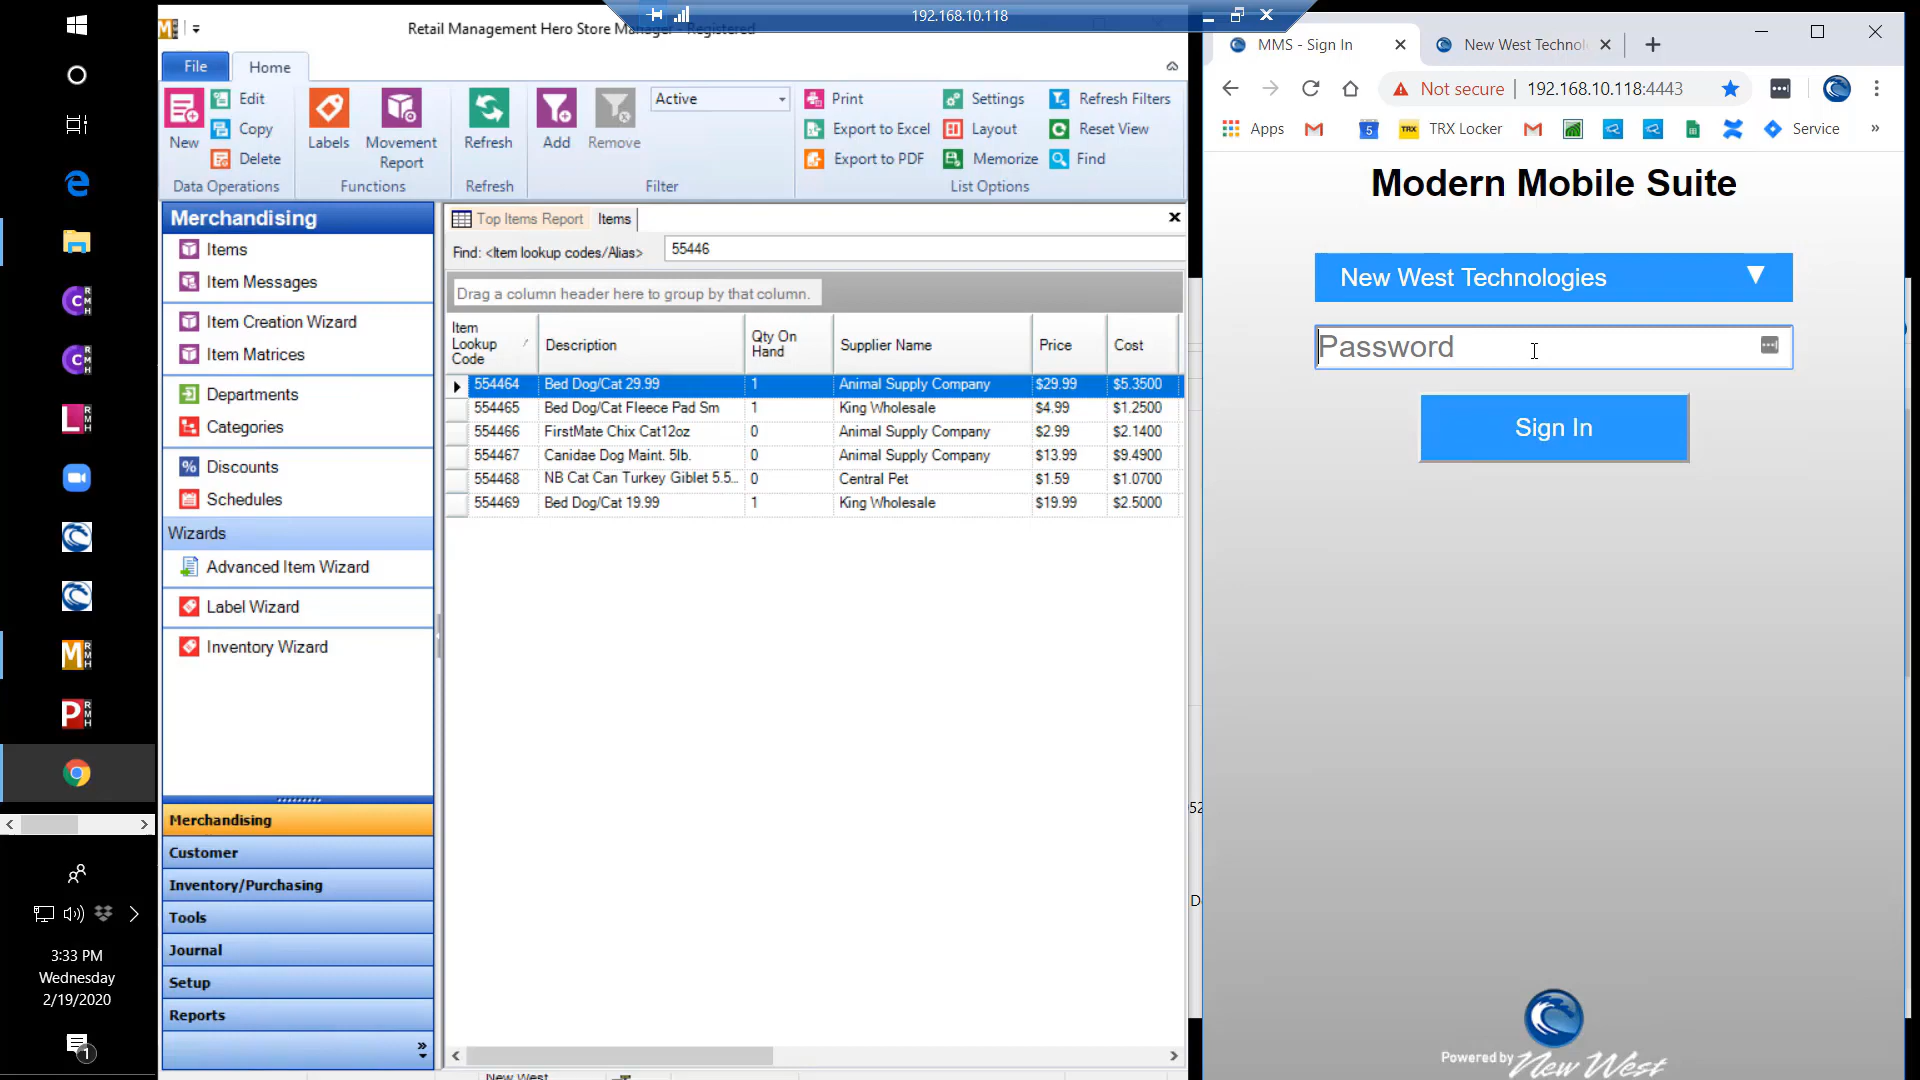 192.168.10.118
Retail Management Hero Store Manager - Registered
File
Home
New
Edit
Copy
Delete
Data Operations
Labels
Movement
Report
Functions
Refresh
Refresh
Add
Remove
Active
Filter
Print
Export to Excel
Export to PDF
Settings
Layout
Memorize
List Options
Refresh Filters
Reset View
Find
Merchandising
Items
Item Messages
Item Creation Wizard
Item Matrices
Departments
Categories
Discounts
Schedules
Wizards
Advanced Item Wizard
Label Wizard
Inventory Wizard
Merchandising
Customer
Inventory/Purchasing
Tools
Journal
Setup
Reports
Top Items Report
Items
Find: <Item lookup codes/Alias>
55446
Drag a column header here to group by that column.
Item Lookup Code Description Qty On Hand Supplier Name Price Cost
554464 Bed Dog/Cat 29.99 1 Animal Supply Company $29.99 $5.3500
554465 Bed Dog/Cat Fleece Pad Sm 1 King Wholesale $4.99 $1.2500
554466 FirstMate Chix Cat12oz 0 Animal Supply Company $2.99 $2.1400
554467 Canidae Dog Maint. 5lb. 0 Animal Supply Company $13.99 $9.4900
554468 NB Cat Can Turkey Giblet 5.5... 0 Central Pet $1.59 $1.0700
554469 Bed Dog/Cat 19.99 1 King Wholesale $19.99 $2.5000
New West
MMS - Sign In
New West Technol
Not secure
192.168.10.118:4443
Apps
5
TRX
TRX Locker
Service
Modern Mobile Suite
New West Technologies
Password
Sign In
Powered by
New West
C RMH
C RMH
L RMH
M RMH
P RMH
3:33 PM
Wednesday
2/19/2020
1